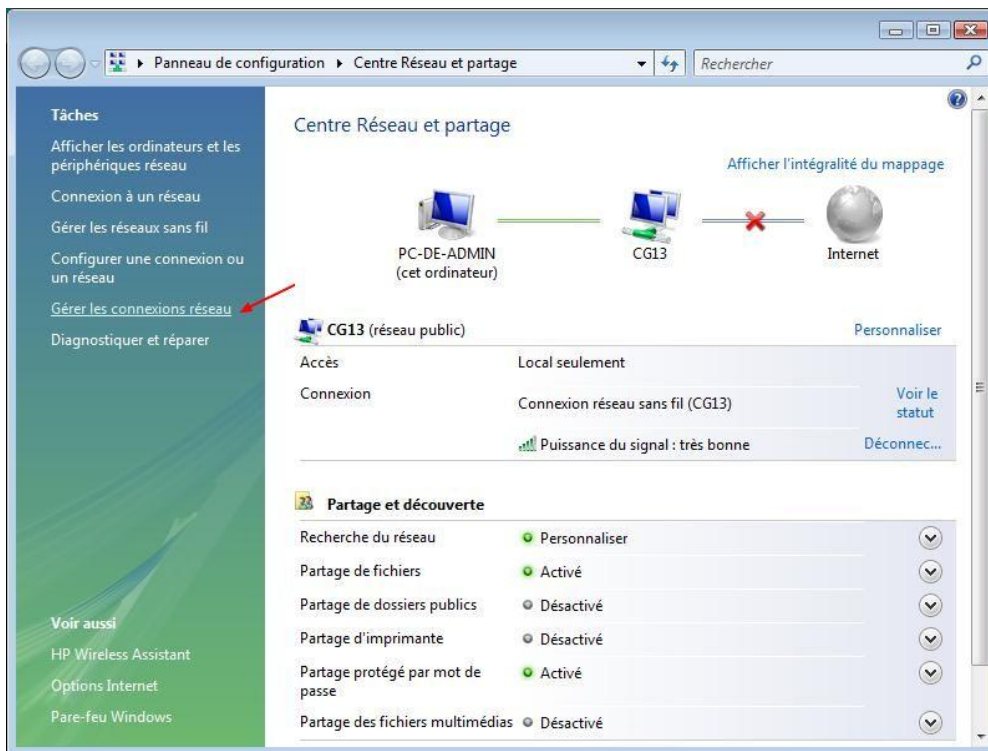 Panneau de configuration ▸ Centre Réseau et partage
Rechercher
Tâches
Afficher les ordinateurs et les
périphériques réseau
Connexion à un réseau
Gérer les réseaux sans fil
Configurer une connexion ou
un réseau
Gérer les connexions réseau
Diagnostiquer et réparer
Voir aussi
HP Wireless Assistant
Options Internet
Pare-feu Windows
Centre Réseau et partage
Afficher l'intégralité du mappage
PC-DE-ADMIN
(cet ordinateur)
CG13
Internet
CG13 (réseau public)
Personnaliser
Accès
Local seulement
Connexion
Connexion réseau sans fil (CG13)
Voir le
statut
Puissance du signal : très bonne
Déconnec...
Partage et découverte
Recherche du réseau
Personnaliser
Partage de fichiers
Activé
Partage de dossiers publics
Désactivé
Partage d'imprimante
Désactivé
Partage protégé par mot de
passe
Activé
Partage des fichiers multimédias
Désactivé